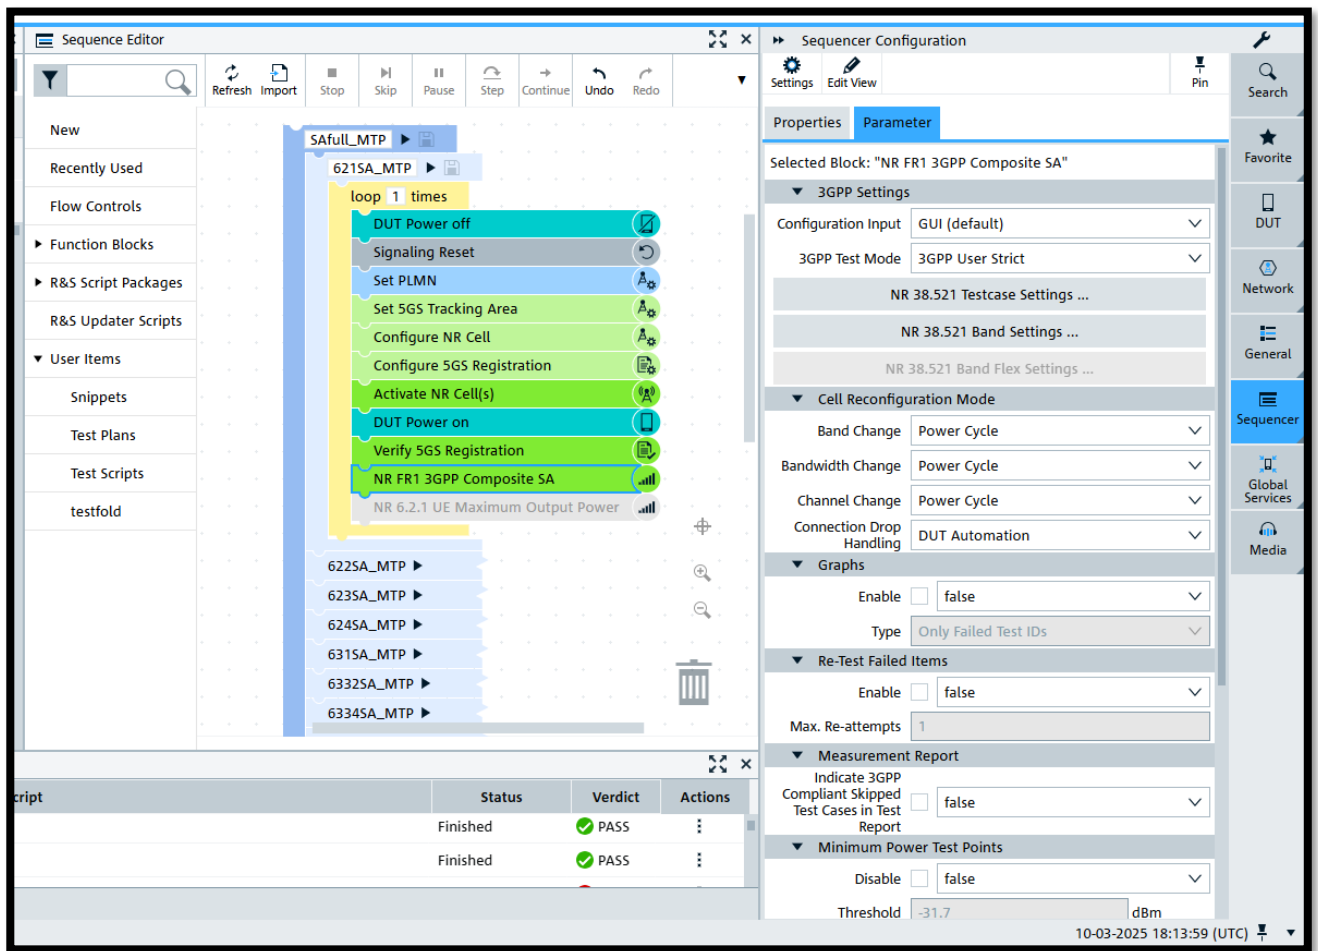 Sequence Editor
Refresh Import Stop Skip Pause Step Continue Undo Redo
New
Recently Used
Flow Controls
Function Blocks
R&S Script Packages
R&S Updater Scripts
User Items
Snippets
Test Plans
Test Scripts
testfold
SAfull_MTP
621SA_MTP
loop 1 times
DUT Power off
Signaling Reset
Set PLMN
Set 5GS Tracking Area
Configure NR Cell
Configure 5GS Registration
Activate NR Cell(s)
DUT Power on
Verify 5GS Registration
NR FR1 3GPP Composite SA
NR 6.2.1 UE Maximum Output Power
622SA_MTP
623SA_MTP
624SA_MTP
631SA_MTP
6332SA_MTP
6334SA_MTP
cript Status Verdict Actions
Finished PASS
Finished PASS
Sequencer Configuration
Settings Edit View Pin
Properties Parameter
Selected Block: "NR FR1 3GPP Composite SA"
3GPP Settings
Configuration Input GUI (default)
3GPP Test Mode 3GPP User Strict
NR 38.521 Testcase Settings ...
NR 38.521 Band Settings ...
NR 38.521 Band Flex Settings ...
Cell Reconfiguration Mode
Band Change Power Cycle
Bandwidth Change Power Cycle
Channel Change Power Cycle
Connection Drop
Handling DUT Automation
Graphs
Enable false
Type Only Failed Test IDs
Re-Test Failed Items
Enable false
Max. Re-attempts 1
Measurement Report
Indicate 3GPP
Compliant Skipped
Test Cases in Test
Report
false
Minimum Power Test Points
Disable false
Threshold -31.7 dBm
Search
Favorite
DUT
Network
General
Sequencer
Global
Services
Media
10-03-2025 18:13:59 (UTC)